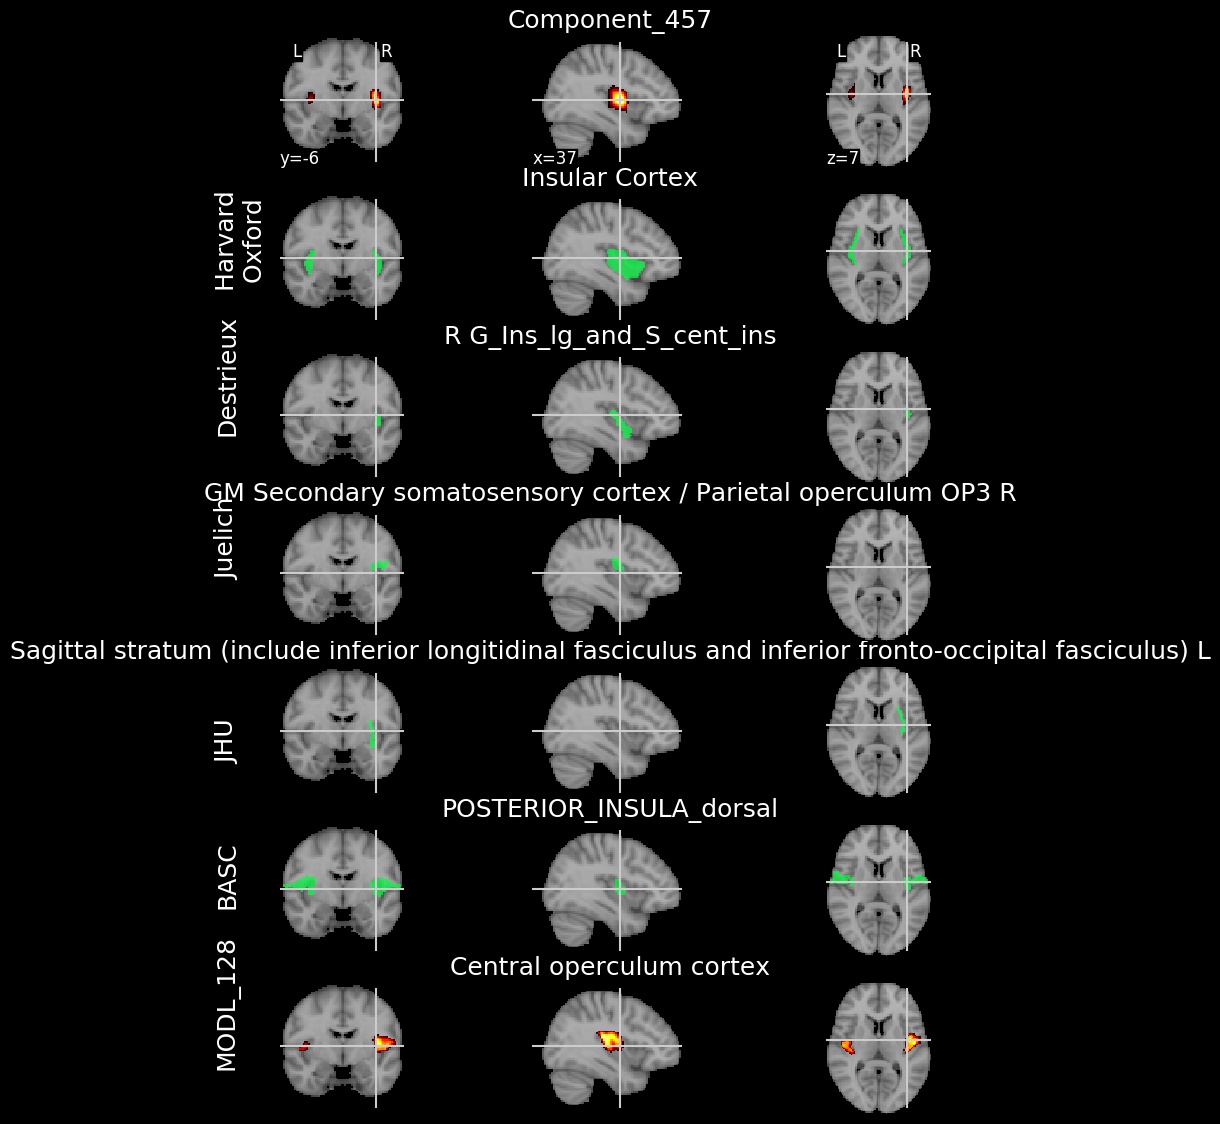 Component_457
L R L R
y=-6 x=37 z=7
Insular Cortex
Harvard
Oxford
R G_Ins_lg_and_S_cent_ins
Destrieux
GM Secondary somatosensory cortex / Parietal operculum OP3 R
Juelich
Sagittal stratum (include inferior longitidinal fasciculus and inferior fronto-occipital fasciculus) L
JHU
POSTERIOR_INSULA_dorsal
BASC
Central operculum cortex
MODL_128